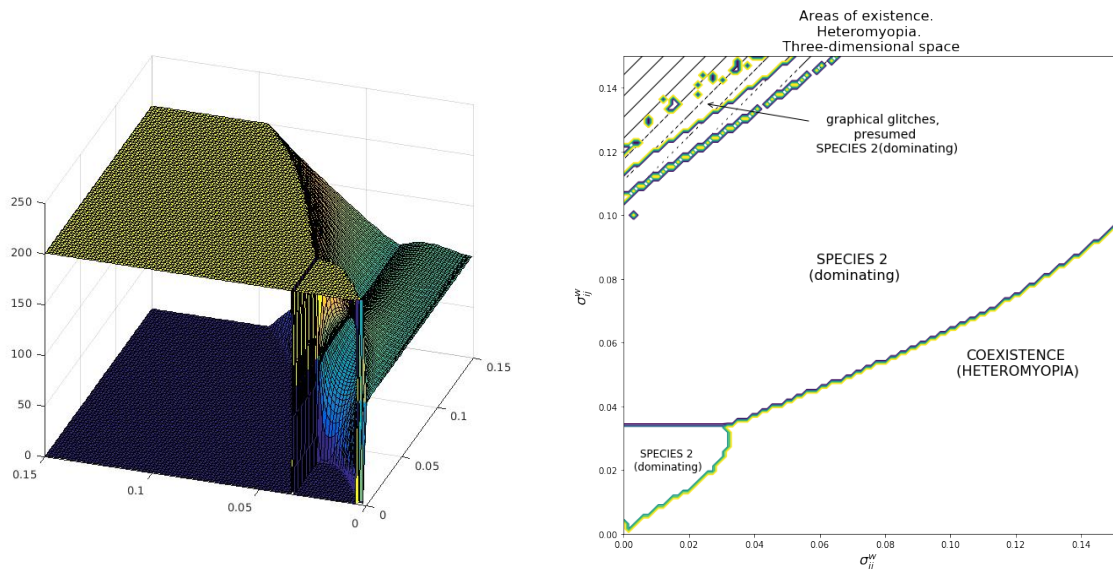 250
200
150
100
50
0
0.15
0.1
0.05
0
0
0.05
0.1
0.15
Areas of existence.
Heteromyopia.
Three-dimensional space
0.14
0.12
0.10
0.08
0.06
0.04
0.02
0.00
σ_ij^w
graphical glitches,
presumed
SPECIES 2(dominating)
SPECIES 2
(dominating)
COEXISTENCE
(HETEROMYOPIA)
SPECIES 2
(dominating)
0.00
0.02
0.04
0.06
0.08
0.10
0.12
0.14
σ_ii^w